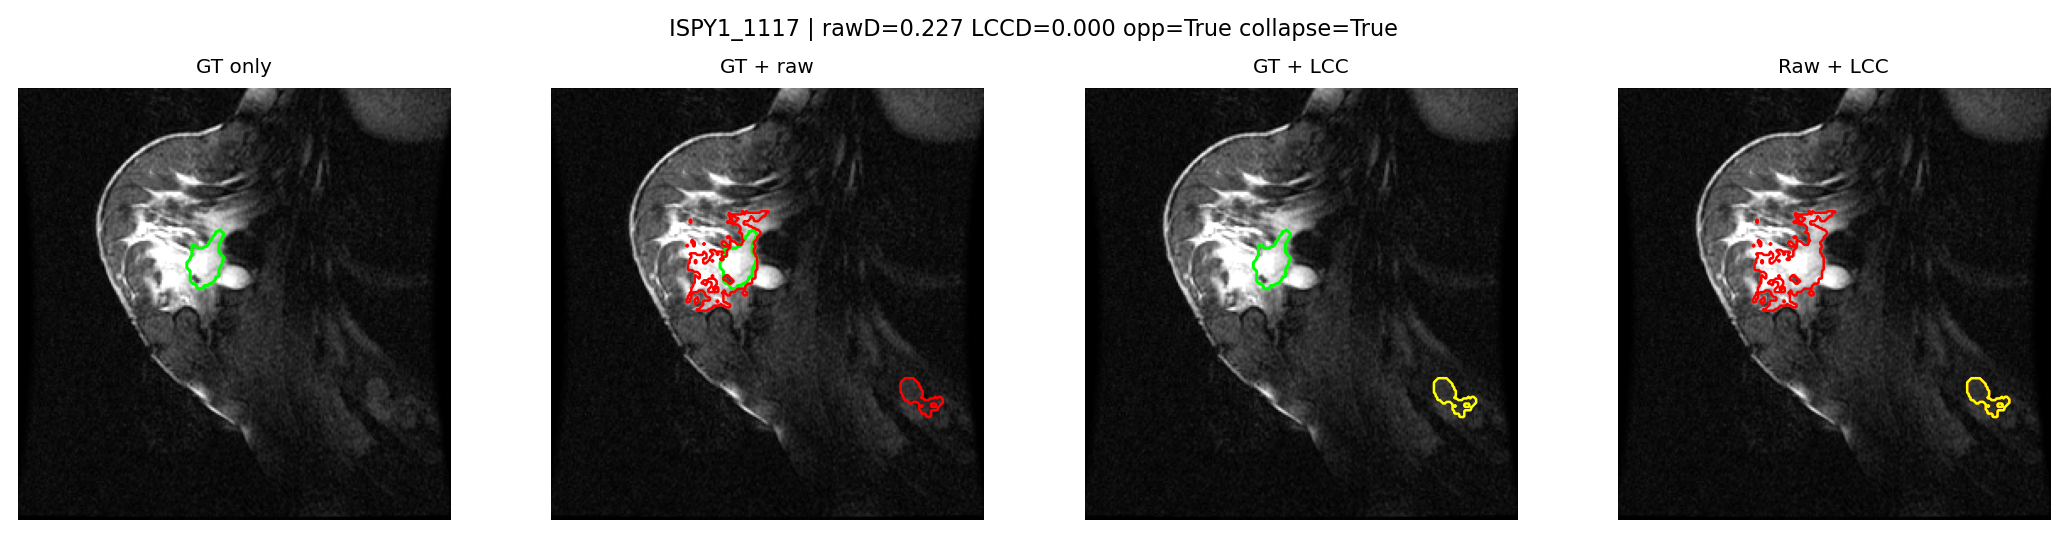 ISPY1_1117 | rawD=0.227 LCCD=0.000 opp=True collapse=True
GT only
GT + raw
GT + LCC
Raw + LCC